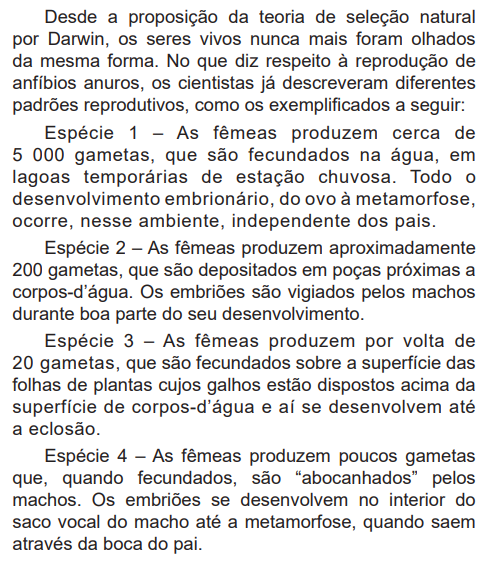 Desde a proposição da teoria de seleção natural
por Darwin, os seres vivos nunca mais foram olhados
da mesma forma. No que diz respeito à reprodução de
anfíbios anuros, os cientistas já descreveram diferentes
padrões reprodutivos, como os exemplificados a seguir:
Espécie 1 – As fêmeas produzem cerca de
5 000 gametas, que são fecundados na água, em
lagoas temporárias de estação chuvosa. Todo o
desenvolvimento embrionário, do ovo à metamorfose,
ocorre, nesse ambiente, independente dos pais.
Espécie 2 – As fêmeas produzem aproximadamente
200 gametas, que são depositados em poças próximas a
corpos-d’água. Os embriões são vigiados pelos machos
durante boa parte do seu desenvolvimento.
Espécie 3 – As fêmeas produzem por volta de
20 gametas, que são fecundados sobre a superfície das
folhas de plantas cujos galhos estão dispostos acima da
superfície de corpos-d’água e aí se desenvolvem até
a eclosão.
Espécie 4 – As fêmeas produzem poucos gametas
que, quando fecundados, são “abocanhados” pelos
machos. Os embriões se desenvolvem no interior do
saco vocal do macho até a metamorfose, quando saem
através da boca do pai.